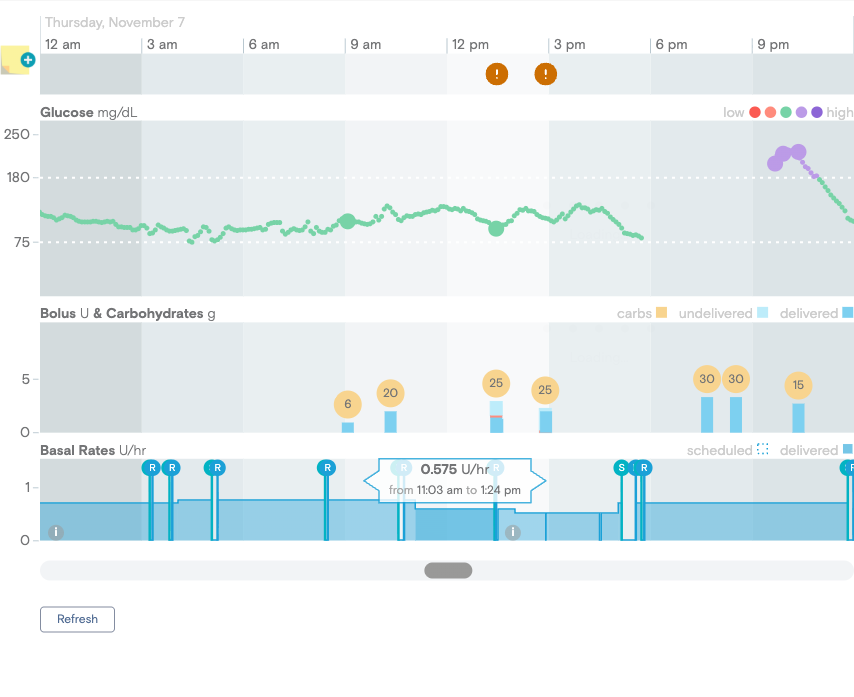 Thursday, November 7
12 am 3 am 6 am 9 am 12 pm 3 pm 6 pm 9 pm
! !
Glucose mg/dL low high
250
180
75
Bolus U & Carbohydrates g carbs undelivered delivered
5
0
6 20 25 25 30 30 15
Basal Rates U/hr scheduled delivered
R R R R R R S R R
1
0
0.575 U/hr
from 11:03 am to 1:24 pm
i i
Refresh